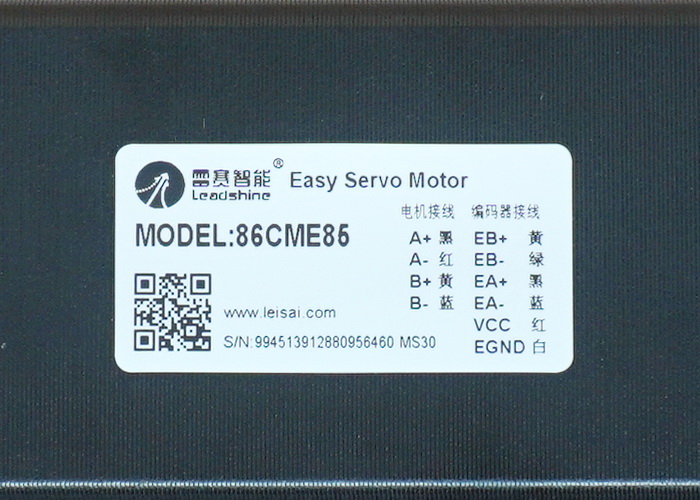 雷赛智能® Easy Servo Motor
Leadshine
电机接线 编码器接线
MODEL:86CME85
A+ 黑 EB+ 黄
A- 红 EB- 绿
B+ 黄 EA+ 黑
B- 蓝 EA- 蓝
www.leisai.com
VCC 红
S/N:994513912880956460 MS30
EGND 白